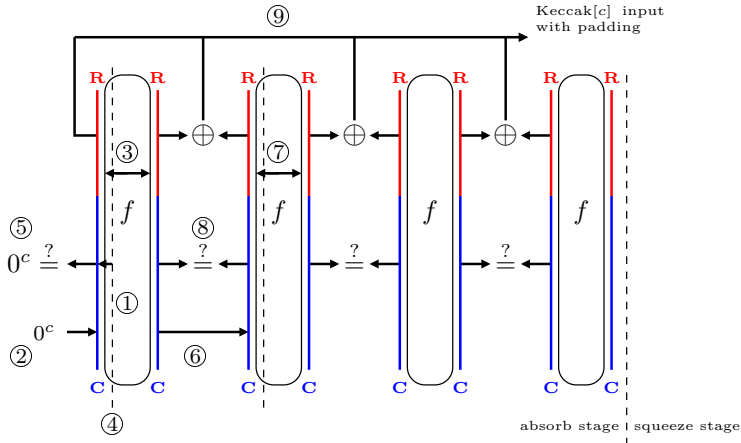 ⑨ Keccak[c] input
with padding
R R R R R R R R
⊕ ⊕ ⊕
③ ⑦
f f f f
⑤ ⑧
0^c =^? =^? =^? =^?
①
0^c
② ⑥
C C C C C C C C
④
absorb stage squeeze stage